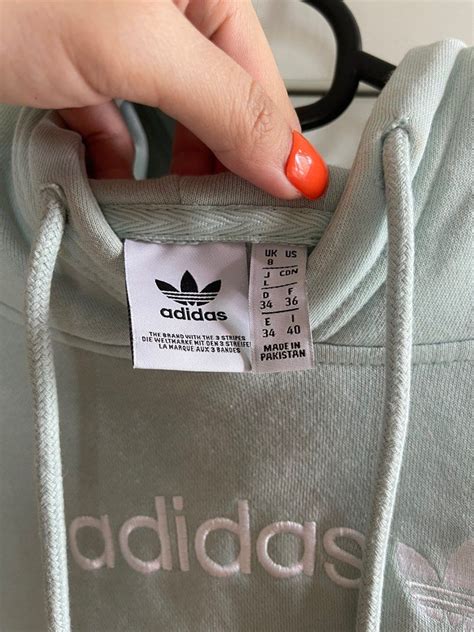 adidas
THE BRAND WITH THE 3 STRIPES
DIE WELTMARKE MIT DEN 3 STREIFEN
LA MARQUE AUX 3 BANDES
UK US
8
J CDN
L
D F
34 36
E I
34 40
MADE IN
PAKISTAN
adidas